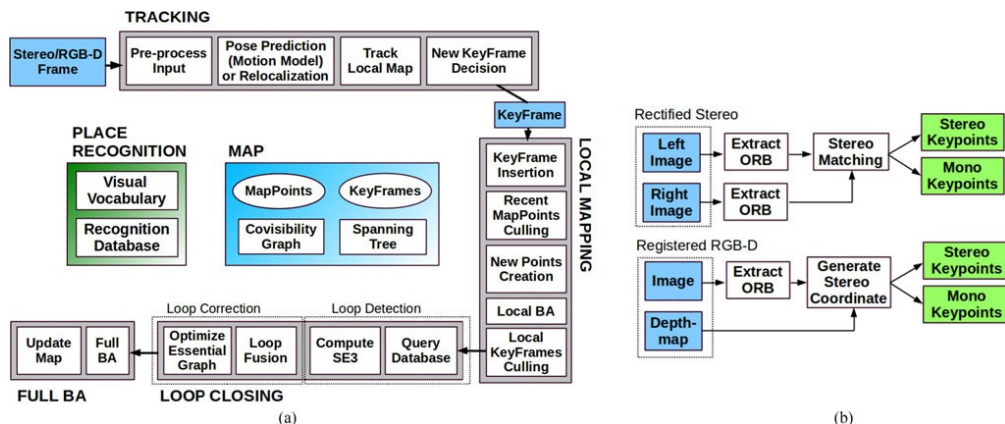 TRACKING
Stereo/RGB-D
Frame
Pre-process
Input
Pose Prediction
(Motion Model)
or Relocalization
Track
Local Map
New KeyFrame
Decision
KeyFrame
PLACE
RECOGNITION
Visual
Vocabulary
Recognition
Database
MAP
MapPoints
KeyFrames
Covisibility
Graph
Spanning
Tree
LOCAL MAPPING
KeyFrame
Insertion
Recent
MapPoints
Culling
New Points
Creation
Local BA
Local
KeyFrames
Culling
Loop Correction
Loop Detection
Update
Map
Full
BA
Optimize
Essential
Graph
Loop
Fusion
Compute
SE3
Query
Database
FULL BA
LOOP CLOSING
(a)
Rectified Stereo
Left
Image
Extract
ORB
Stereo
Matching
Stereo
Keypoints
Mono
Keypoints
Right
Image
Extract
ORB
Registered RGB-D
Image
Extract
ORB
Generate
Stereo
Coordinate
Stereo
Keypoints
Mono
Keypoints
Depth-
map
(b)